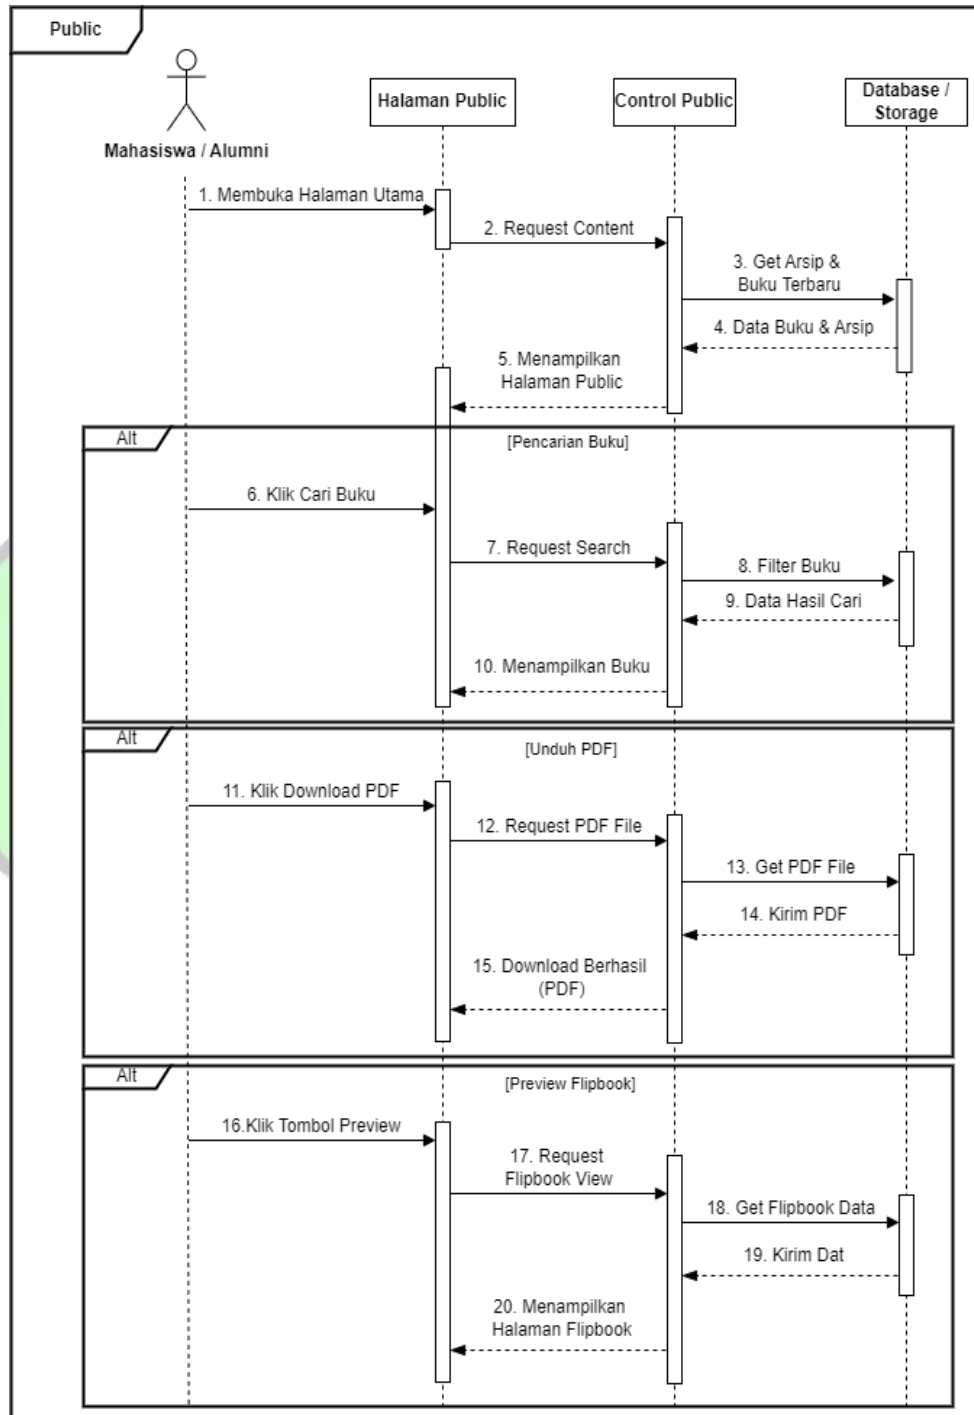 Public
Mahasiswa / Alumni
Halaman Public
Control Public
Database /
Storage
1. Membuka Halaman Utama
2. Request Content
3. Get Arsip &
Buku Terbaru
4. Data Buku & Arsip
5. Menampilkan
Halaman Public
Alt
[Pencarian Buku]
6. Klik Cari Buku
7. Request Search
8. Filter Buku
9. Data Hasil Cari
10. Menampilkan Buku
Alt
[Unduh PDF]
11. Klik Download PDF
12. Request PDF File
13. Get PDF File
14. Kirim PDF
15. Download Berhasil
(PDF)
Alt
[Preview Flipbook]
16.Klik Tombol Preview
17. Request
Flipbook View
18. Get Flipbook Data
19. Kirim Dat
20. Menampilkan
Halaman Flipbook